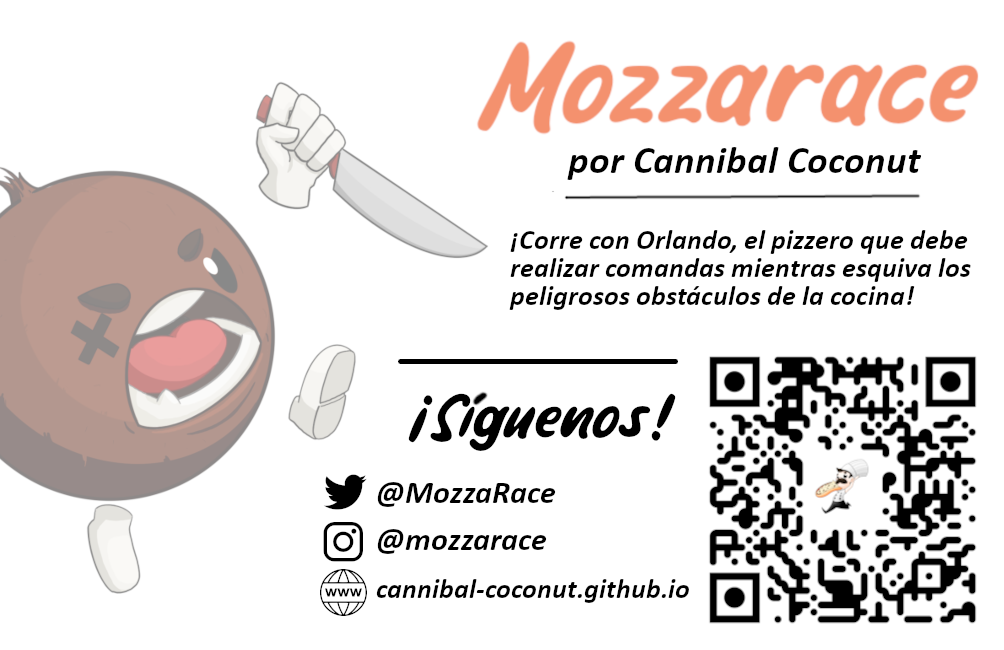 Mozzarace
por Cannibal Coconut
¡Corre con Orlando, el pizzero que debe
realizar comandas mientras esquiva los
peligrosos obstáculos de la cocina!
¡Síguenos!
@MozzaRace
@mozzarace
www
cannibal-coconut.github.io